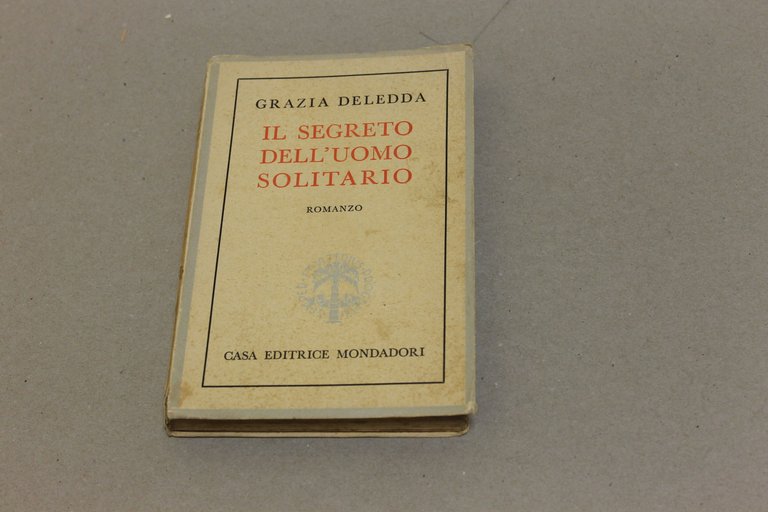 GRAZIA DELEDDA
IL SEGRETO
DELL'UOMO
SOLITARIO
ROMANZO
CASA EDITRICE MONDADORI